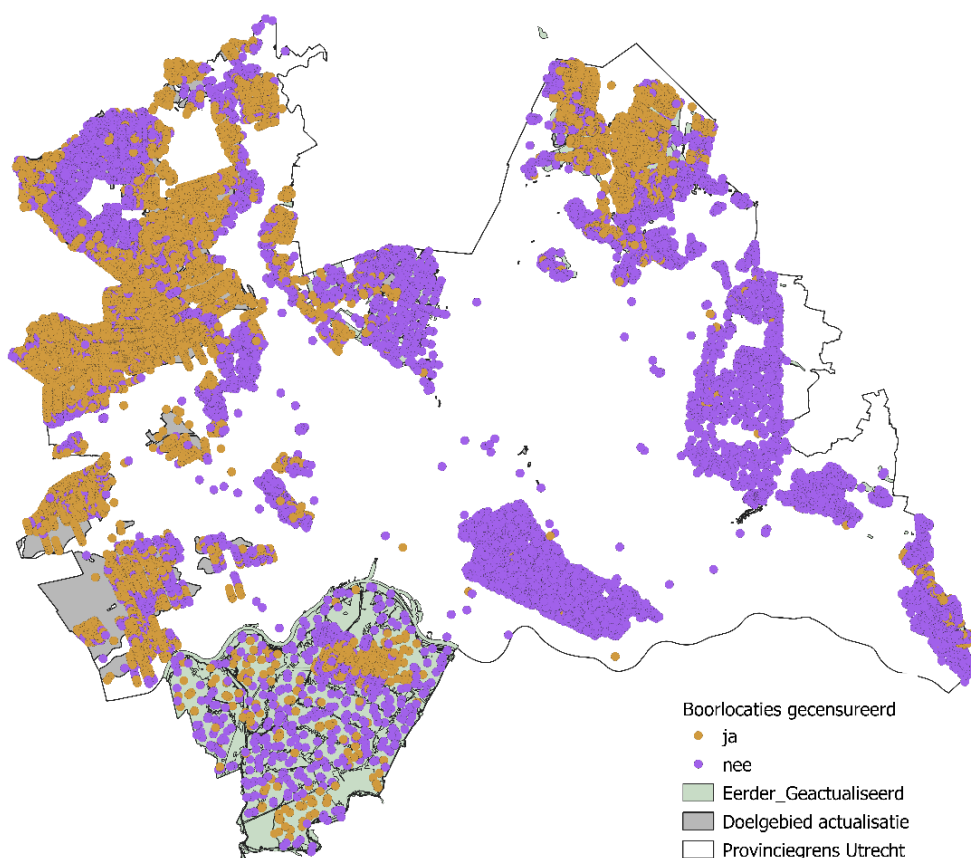 Boorlocaties gecensureerd
ja
nee
Eerder_Geactualiseerd
Doelgebied actualisatie
Provinciegrens Utrecht